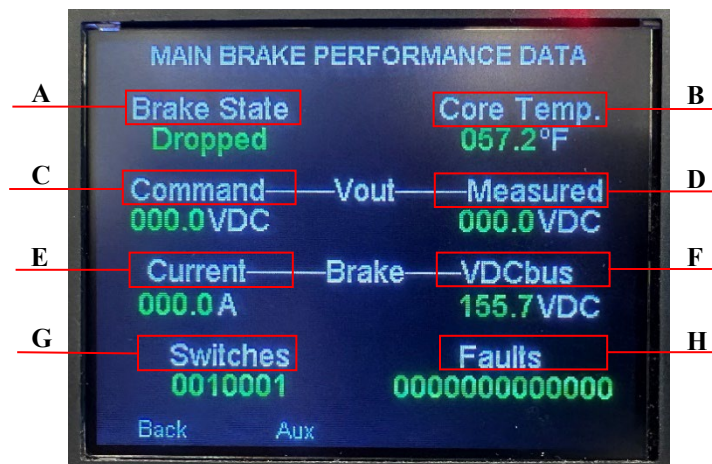 MAIN BRAKE PERFORMANCE DATA
A Brake State Core Temp. B
Dropped 057.2°F
C Command Vout Measured D
000.0VDC 000.0VDC
E Current Brake VDCbus F
000.0A 155.7VDC
G Switches Faults H
0010001 0000000000000
Back Aux